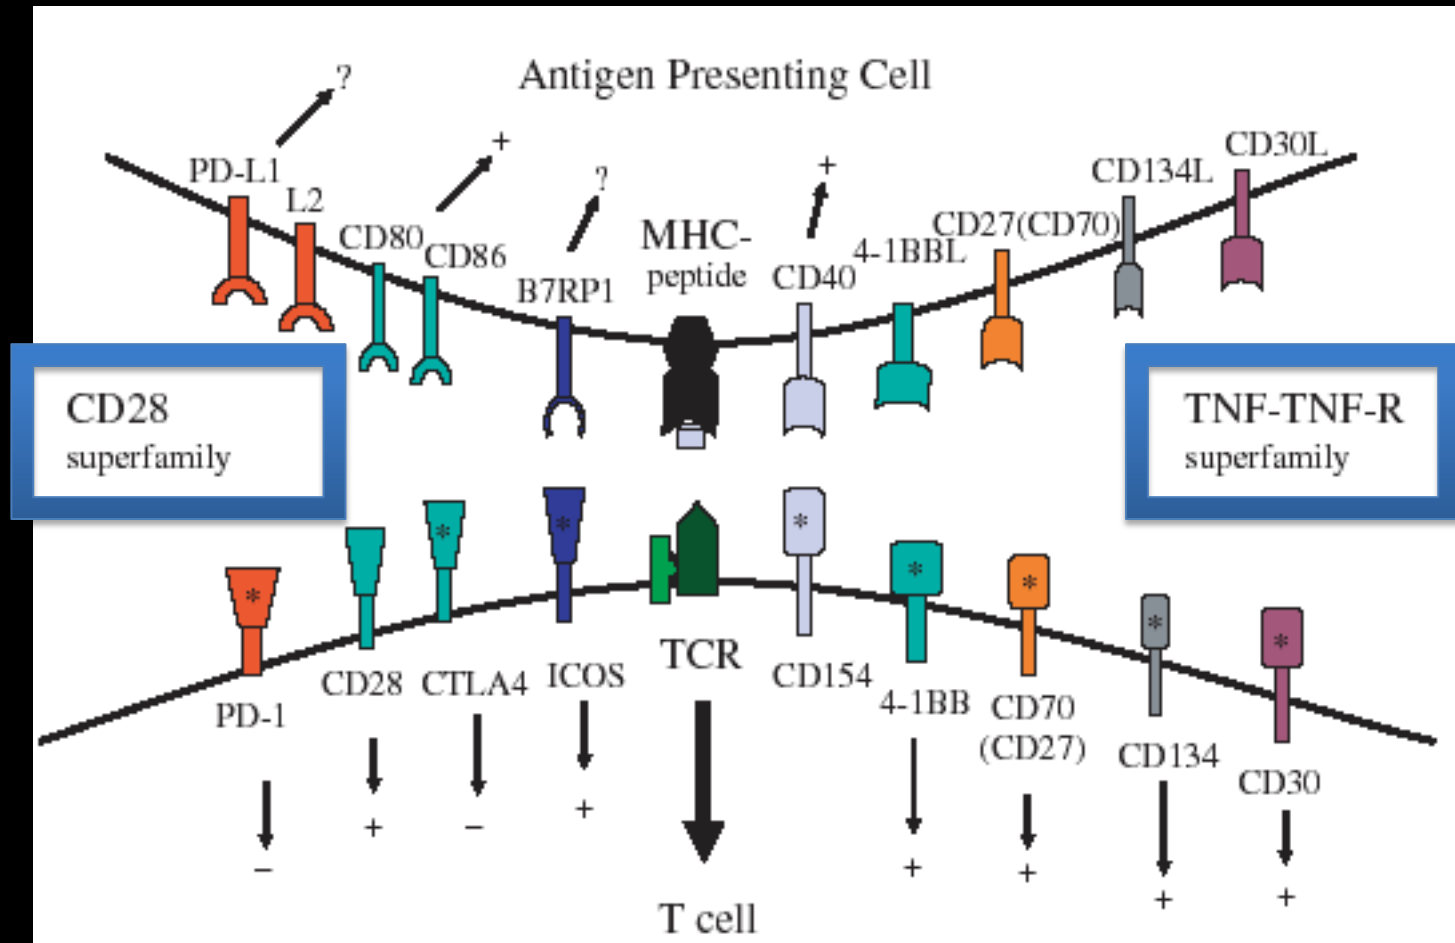 Antigen Presenting Cell
?
+
?
+
PD-L1
L2
CD80
CD86
B7RP1
MHC-
peptide
CD40
4-1BBL
CD27(CD70)
CD134L
CD30L
CD28
superfamily
TNF-TNF-R
superfamily
*
*
*
*
*
*
*
*
PD-1
CD28
CTLA4
ICOS
TCR
CD154
4-1BB
CD70
(CD27)
CD134
CD30
–
+
–
+
+
+
+
+
T cell